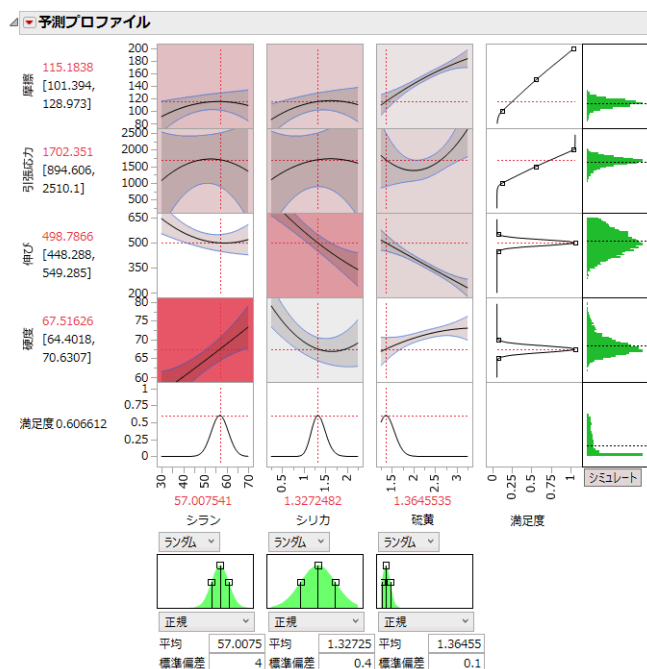 予測プロファイル
摩擦
115.1838
[101.394,
128.973]
200
180
160
140
120
100
80
引張応力
1702.351
[894.606,
2510.1]
2500
2000
1500
1000
500
伸び
498.7866
[448.288,
549.285]
650
500
350
200
硬度
67.51626
[64.4018,
70.6307]
80
75
70
65
60
満足度 0.606612
1
0.75
0.5
0.25
0
30 40 50 60 70
0.5 1 1.5 2
1.5 2 2.5 3
0 0.25 0.5 0.75 1
シミュレート
57.007541 1.3272482 1.3645535
シラン シリカ 硫黄 満足度
ランダム ランダム ランダム
正規 正規 正規
平均 57.0075 平均 1.32725 平均 1.36455
標準偏差 4 標準偏差 0.4 標準偏差 0.1